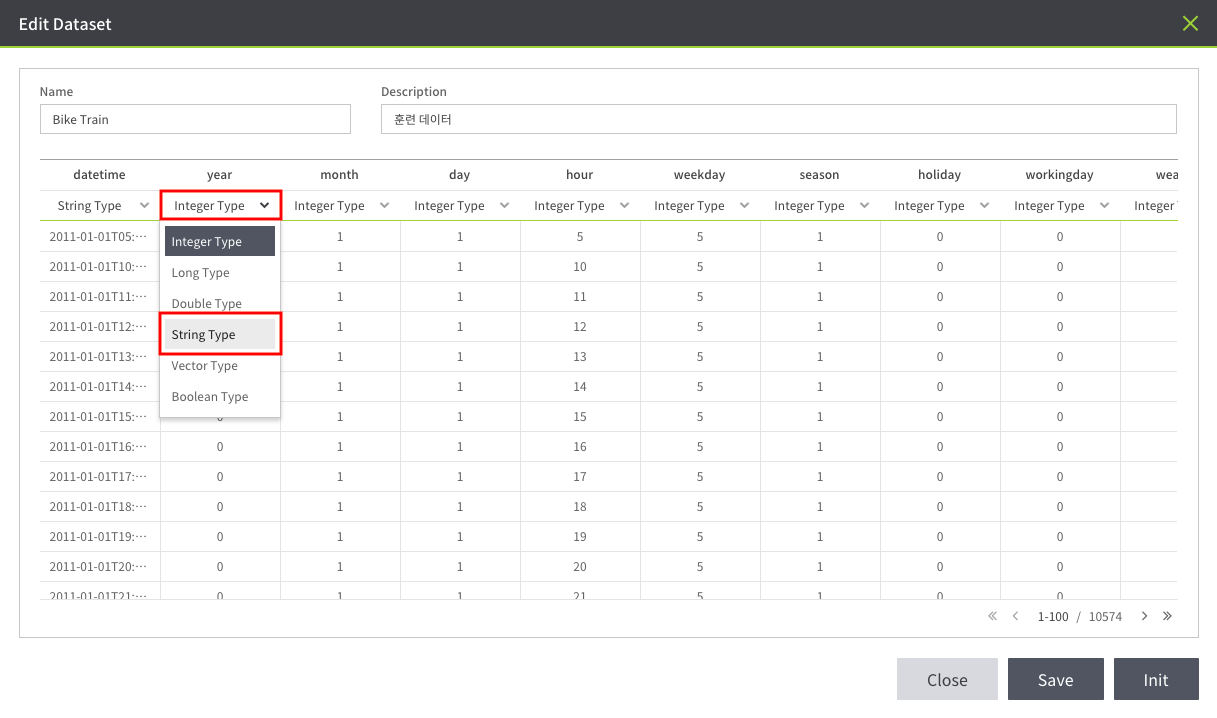 Edit Dataset
Name Description
Bike Train 훈련 데이터
datetime year month day hour weekday season holiday workingday wea
String Type Integer Type Integer Type Integer Type Integer Type Integer Type Integer Type Integer Type Integer Type Integer
2011-01-01T05:··· 1 1 5 5 1 0 0
Integer Type
2011-01-01T10:··· 1 1 10 5 1 0 0
Long Type
2011-01-01T11:··· 1 1 11 5 1 0 0
Double Type
2011-01-01T12:··· 1 1 12 5 1 0 0
String Type
2011-01-01T13:··· 1 1 13 5 1 0 0
Vector Type
2011-01-01T14:··· 1 1 14 5 1 0 0
Boolean Type
2011-01-01T15:··· 0 1 1 15 5 1 0 0
2011-01-01T16:··· 0 1 1 16 5 1 0 0
2011-01-01T17:··· 0 1 1 17 5 1 0 0
2011-01-01T18:··· 0 1 1 18 5 1 0 0
2011-01-01T19:··· 0 1 1 19 5 1 0 0
2011-01-01T20:··· 0 1 1 20 5 1 0 0
2011-01-01T21:··· 0 1 1 21 5 1 0 0
« ‹ 1-100 / 10574 › »
Close Save Init